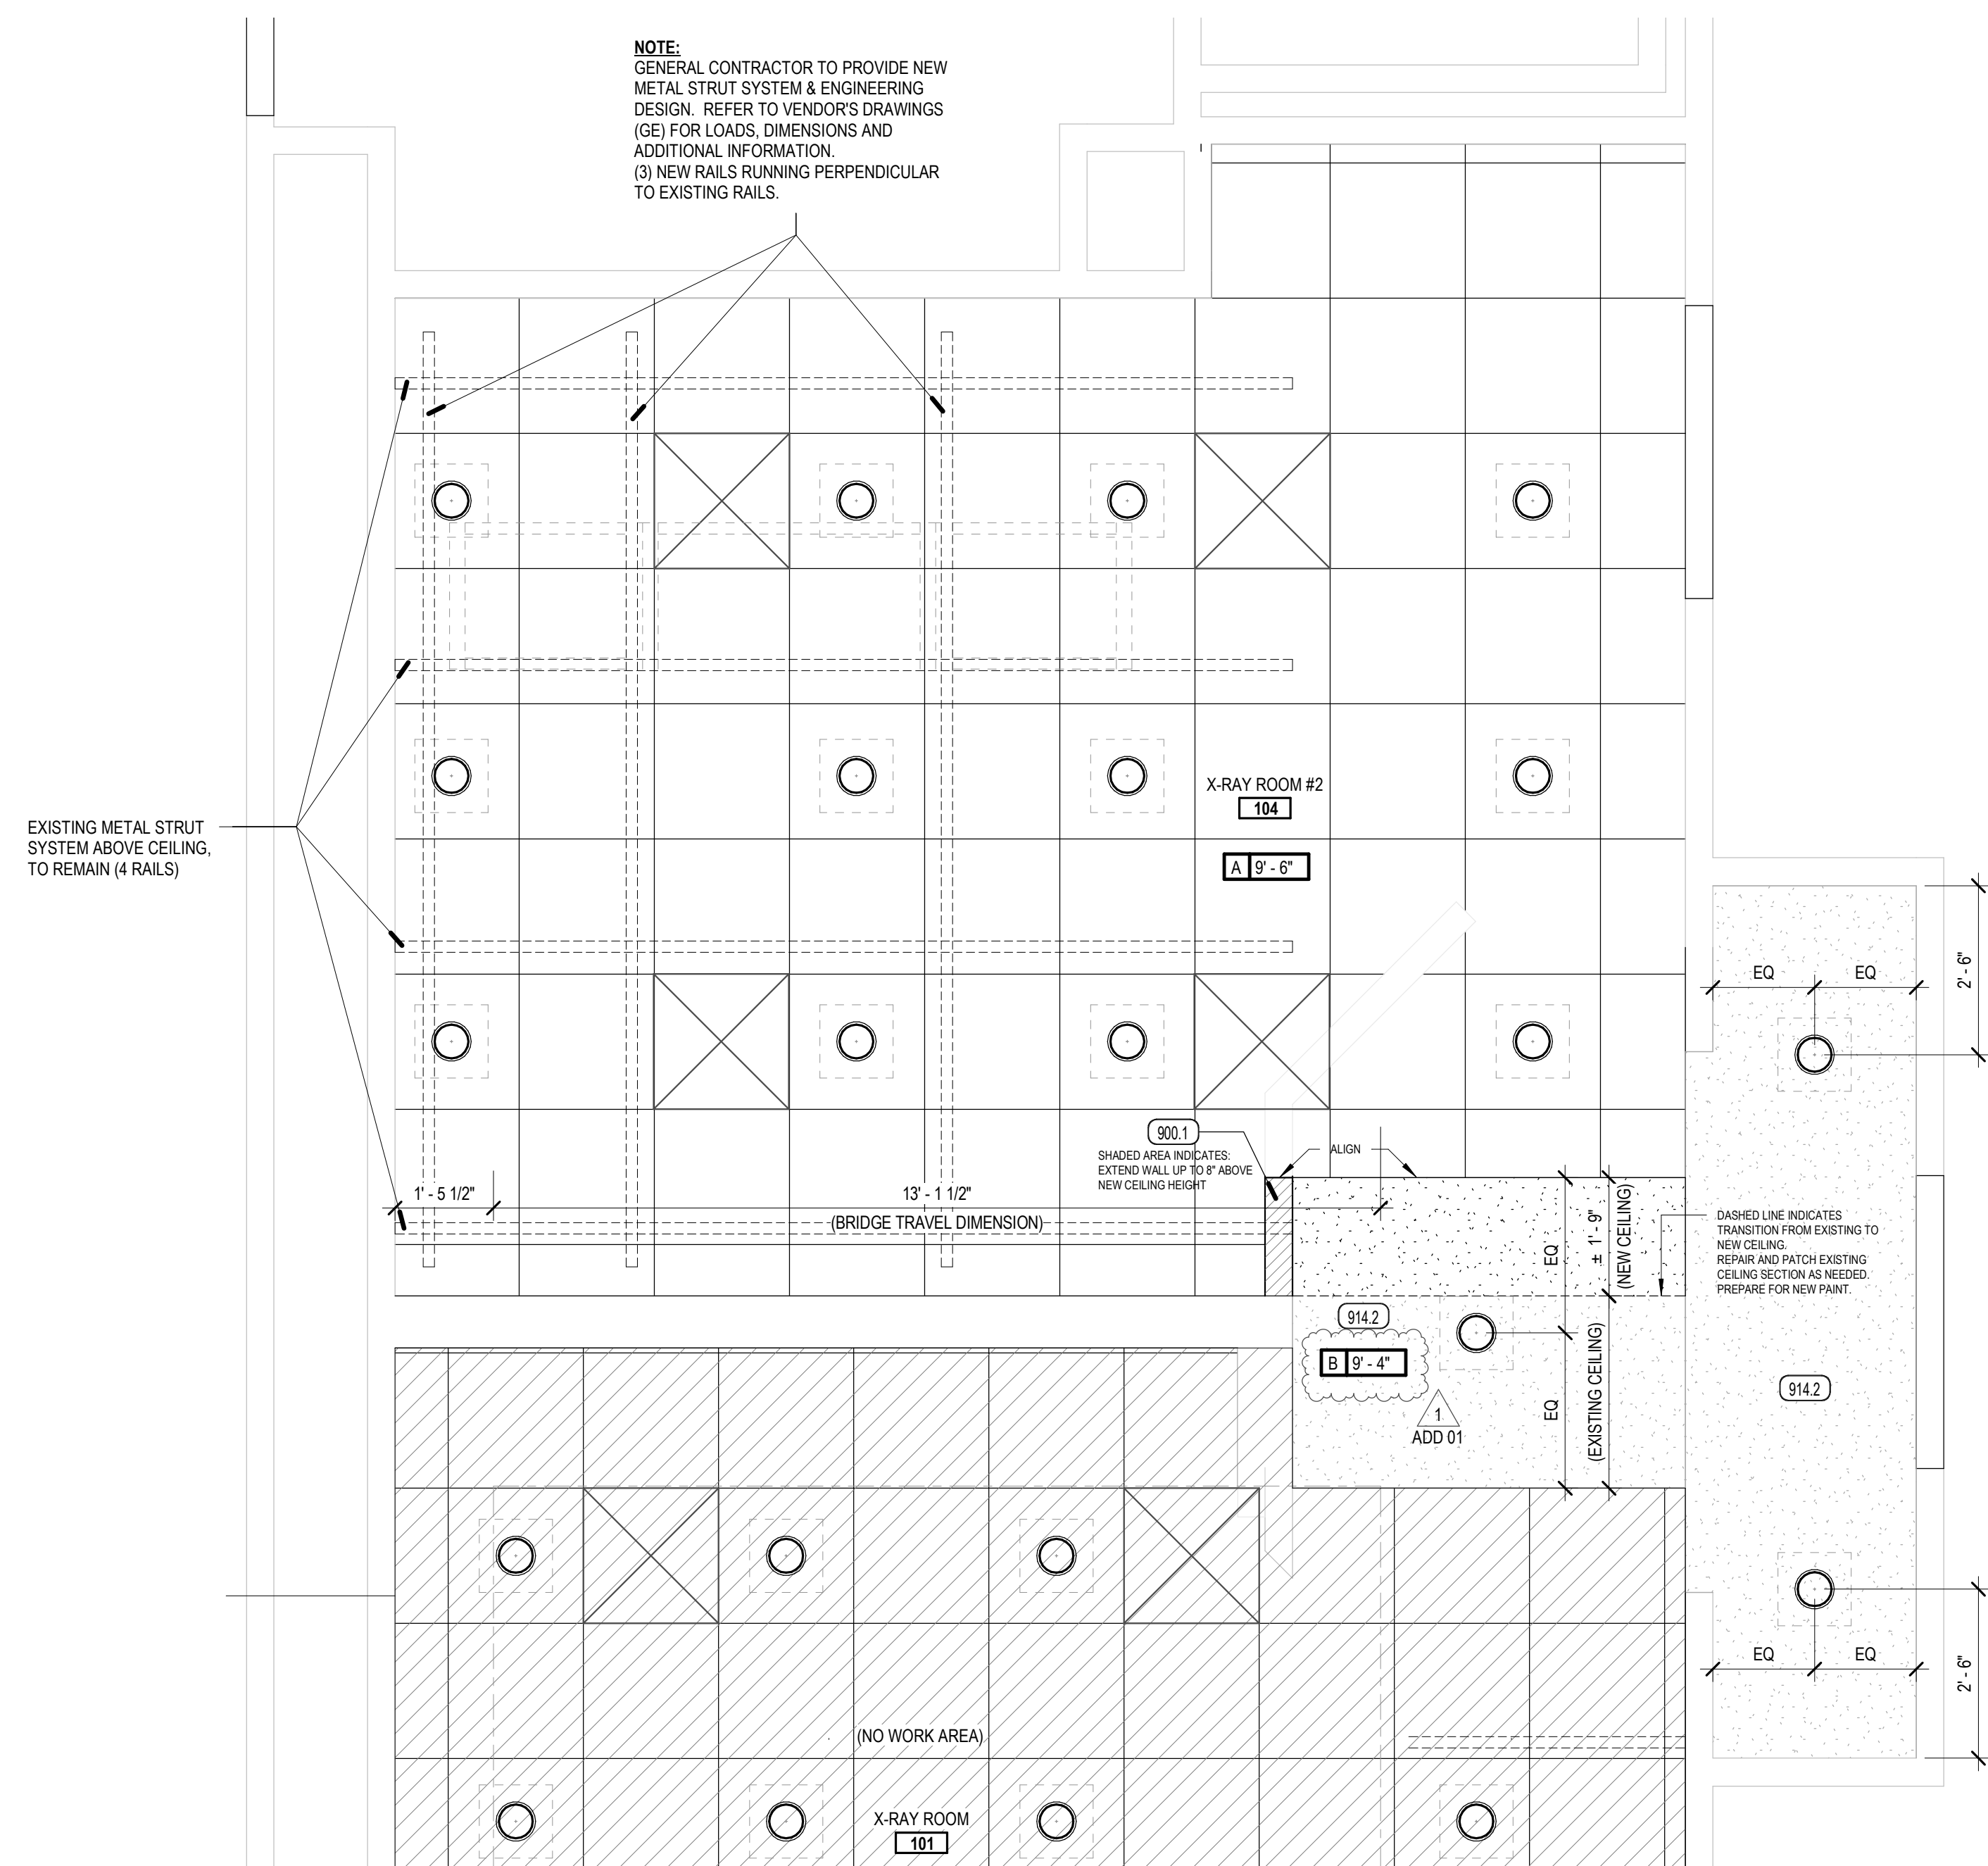 NOTE:
GENERAL CONTRACTOR TO PROVIDE NEW
METAL STRUT SYSTEM & ENGINEERING
DESIGN. REFER TO VENDOR'S DRAWINGS
(GE) FOR LOADS, DIMENSIONS AND
ADDITIONAL INFORMATION.
(3) NEW RAILS RUNNING PERPENDICULAR
TO EXISTING RAILS.
EXISTING METAL STRUT
SYSTEM ABOVE CEILING,
TO REMAIN (4 RAILS)
X-RAY ROOM #2
104
A 9' - 6"
EQ EQ
2' - 6"
900.1
SHADED AREA INDICATES:
EXTEND WALL UP TO 8" ABOVE
NEW CEILING HEIGHT
ALIGN
1' - 5 1/2"
13' - 1 1/2"
(BRIDGE TRAVEL DIMENSION)
EQ
± 1' - 9"
(NEW CEILING)
DASHED LINE INDICATES
TRANSITION FROM EXISTING TO
NEW CEILING.
REPAIR AND PATCH EXISTING
CEILING SECTION AS NEEDED.
PREPARE FOR NEW PAINT.
914.2
B 9' - 4"
1
ADD 01
EQ
(EXISTING CEILING)
914.2
EQ EQ
2' - 6"
(NO WORK AREA)
X-RAY ROOM
101